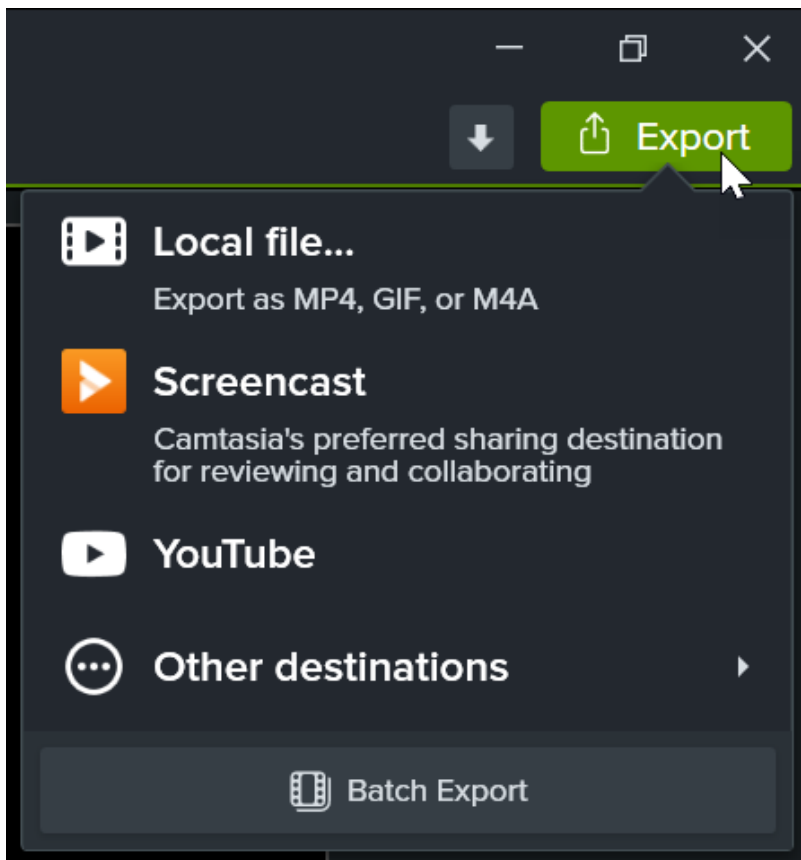 Export
Local file...
Export as MP4, GIF, or M4A
Screencast
Camtasia's preferred sharing destination
for reviewing and collaborating
YouTube
Other destinations
Batch Export